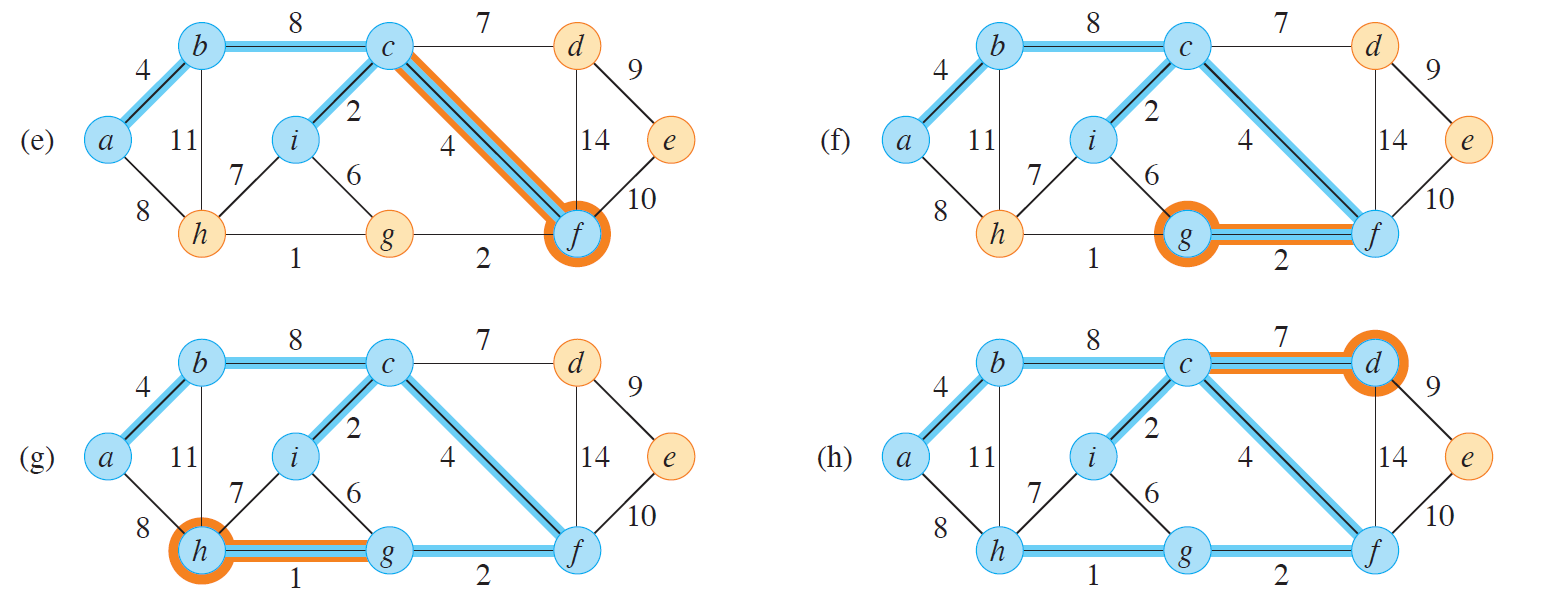 8 7 8 7
b c d b c d
4 9 4 9
2 2
(e) a 11 i 4 14 e (f) a 11 i 4 14 e
7 6 7 6
8 10 8 10
h g f h g f
1 2 1 2
8 7 8 7
b c d b c d
4 9 4 9
2 2
(g) a 11 i 4 14 e (h) a 11 i 4 14 e
7 6 7 6
8 10 8 10
h g f h g f
1 2 1 2